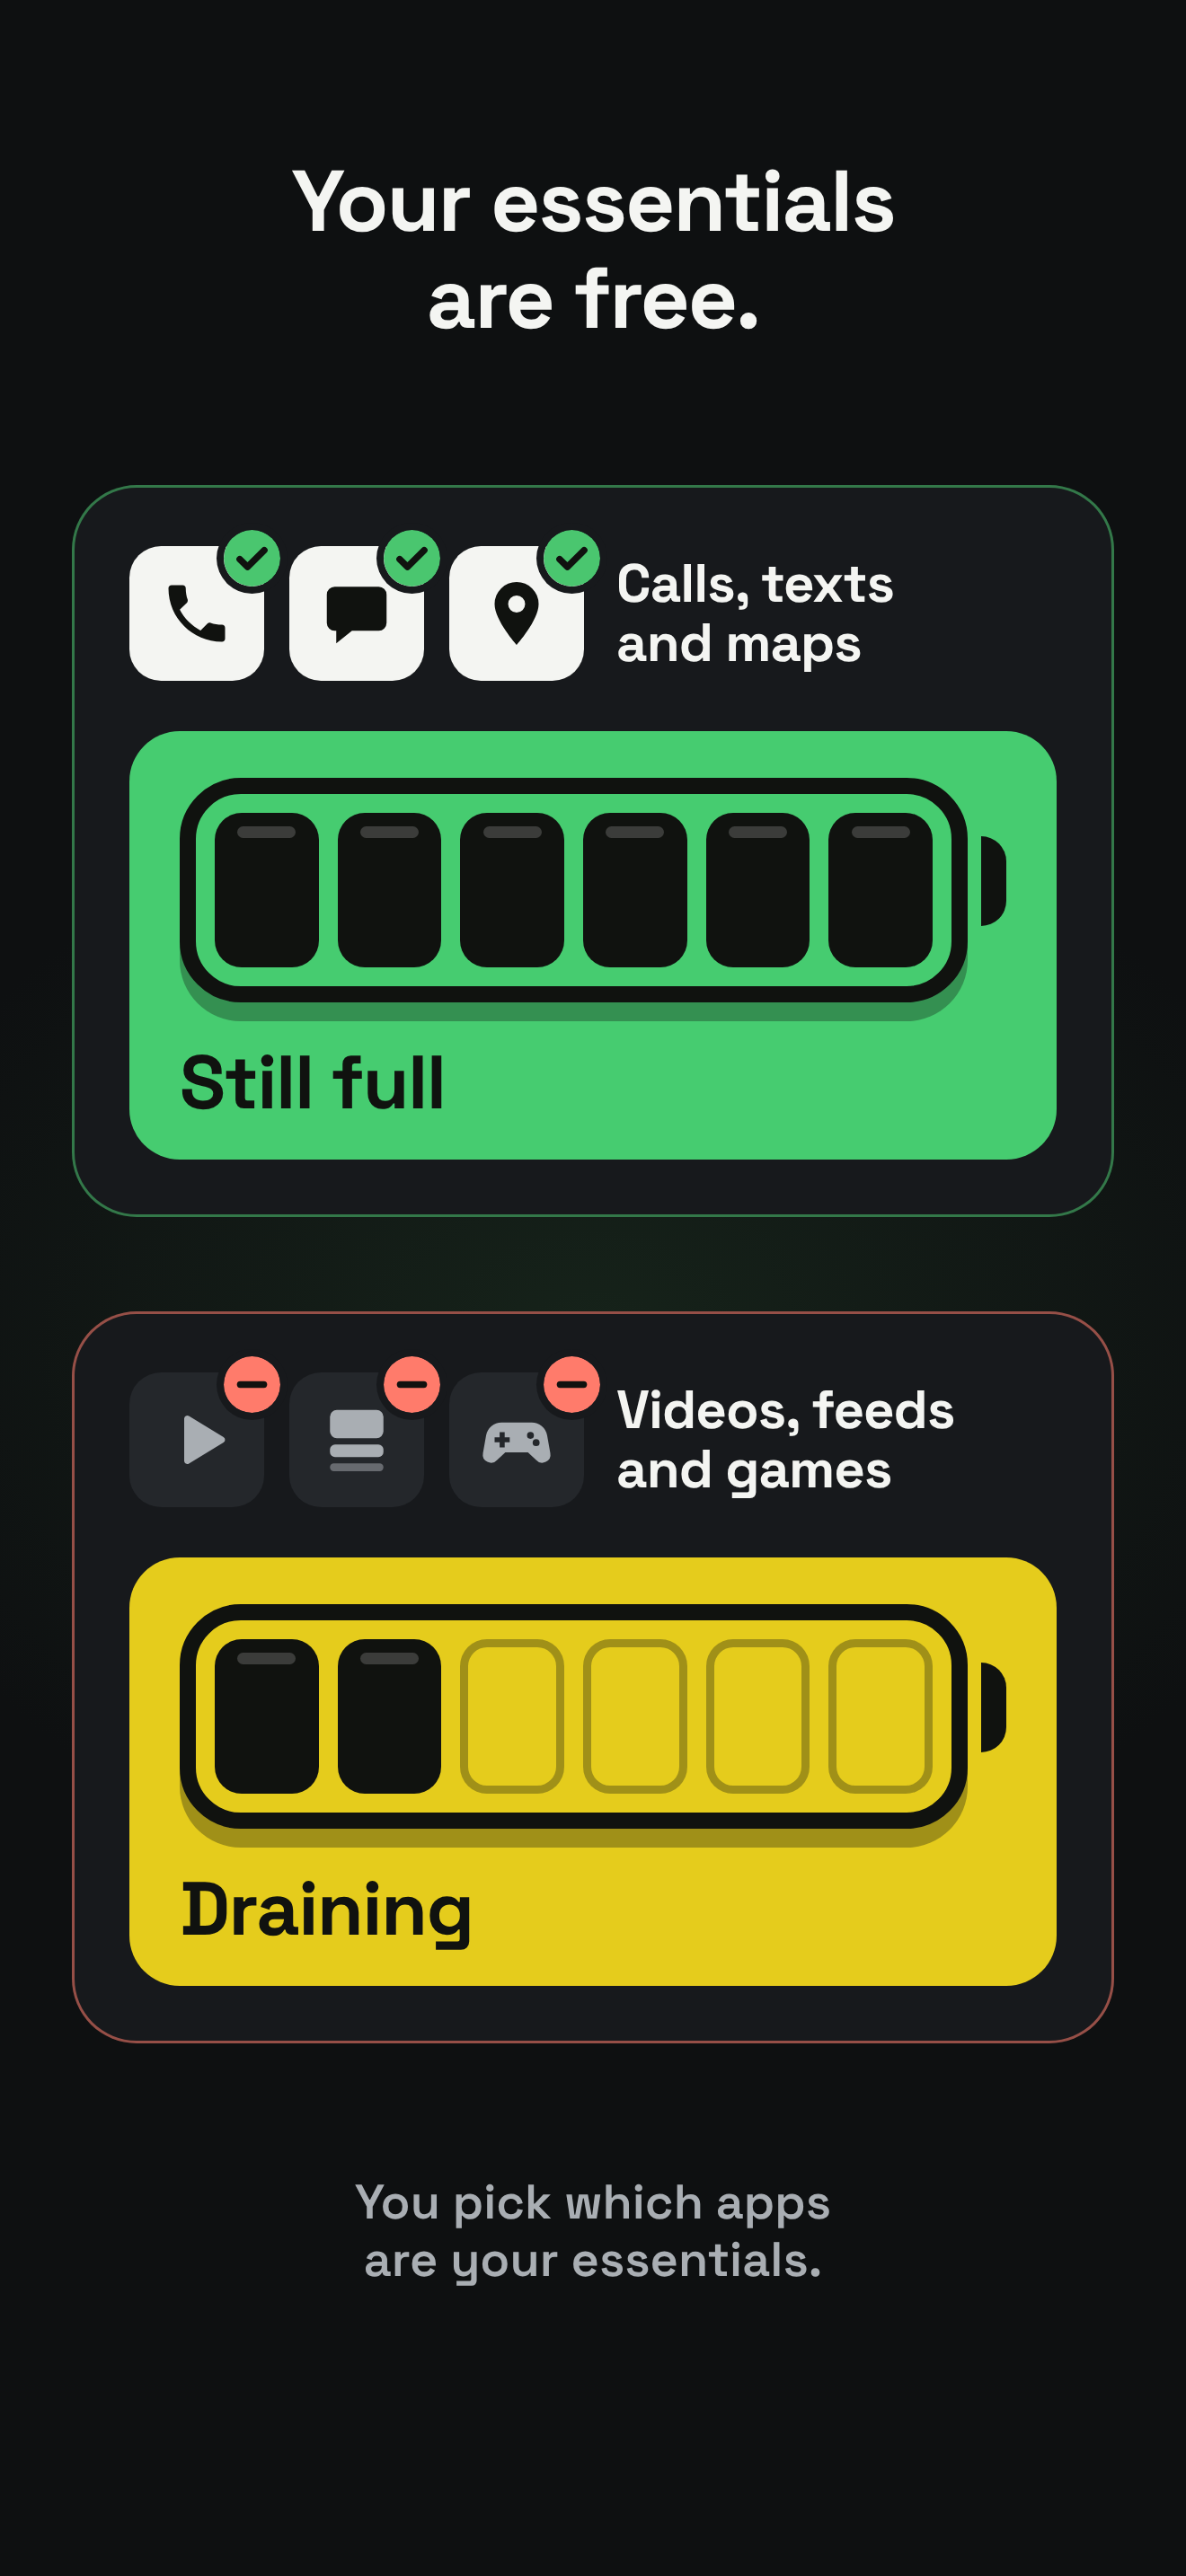 Your essentials
are free.
Calls, texts
and maps
Still full
Videos, feeds
and games
Draining
You pick which apps
are your essentials.